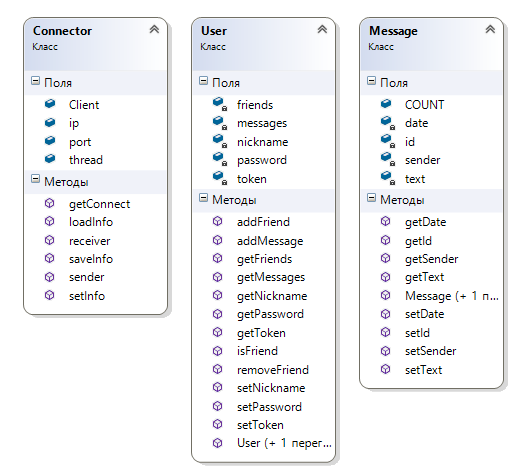 Connector
Класс
Поля
Client
ip
port
thread
Методы
getConnect
loadInfo
receiver
saveInfo
sender
setInfo
User
Класс
Поля
friends
messages
nickname
password
token
Методы
addFriend
addMessage
getFriends
getMessages
getNickname
getPassword
getToken
isFriend
removeFriend
setNickname
setPassword
setToken
User (+ 1 перег...
Message
Класс
Поля
COUNT
date
id
sender
text
Методы
getDate
getId
getSender
getText
Message (+ 1 п...
setDate
setId
setSender
setText